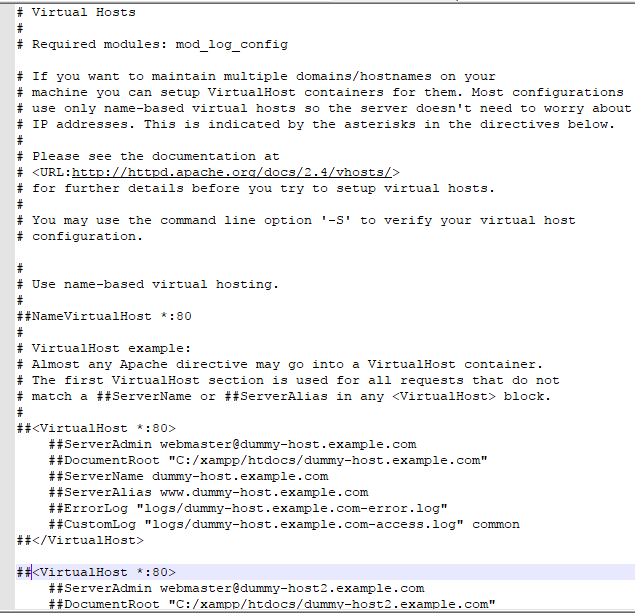 # Virtual Hosts
#
# Required modules: mod_log_config

# If you want to maintain multiple domains/hostnames on your
# machine you can setup VirtualHost containers for them. Most configurations
# use only name-based virtual hosts so the server doesn't need to worry about
# IP addresses. This is indicated by the asterisks in the directives below.
#
# Please see the documentation at
# <URL:http://httpd.apache.org/docs/2.4/vhosts/>
# for further details before you try to setup virtual hosts.
#
# You may use the command line option '-S' to verify your virtual host
# configuration.

#
# Use name-based virtual hosting.
#
##NameVirtualHost *:80
#
# VirtualHost example:
# Almost any Apache directive may go into a VirtualHost container.
# The first VirtualHost section is used for all requests that do not
# match a ##ServerName or ##ServerAlias in any <VirtualHost> block.
#
##<VirtualHost *:80>
    ##ServerAdmin webmaster@dummy-host.example.com
    ##DocumentRoot "C:/xampp/htdocs/dummy-host.example.com"
    ##ServerName dummy-host.example.com
    ##ServerAlias www.dummy-host.example.com
    ##ErrorLog "logs/dummy-host.example.com-error.log"
    ##CustomLog "logs/dummy-host.example.com-access.log" common
##</VirtualHost>

##<VirtualHost *:80>
    ##ServerAdmin webmaster@dummy-host2.example.com
    ##DocumentRoot "C:/xampp/htdocs/dummy-host2.example.com"